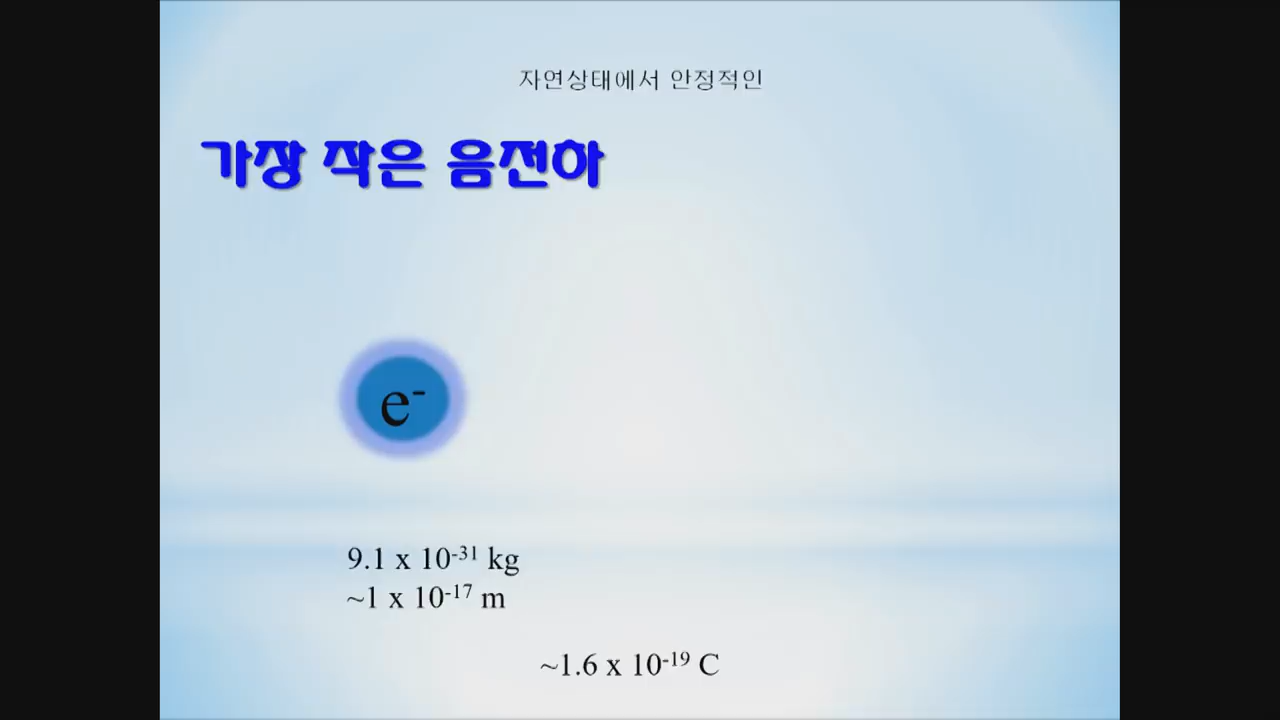 자연상태에서 안정적인
가장 작은 음전하
e⁻
9.1 x 10⁻³¹ kg
~1 x 10⁻¹⁷ m
~1.6 x 10⁻¹⁹ C